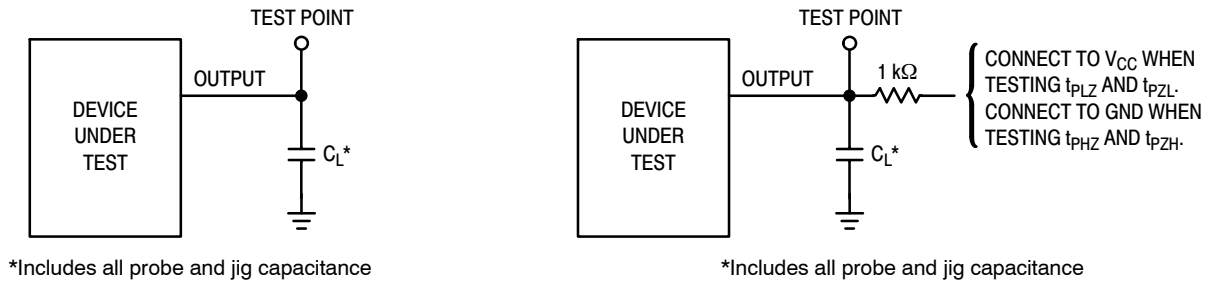 TEST POINT
OUTPUT
DEVICE
UNDER
TEST
C_L*
*Includes all probe and jig capacitance
TEST POINT
OUTPUT
1 kΩ
DEVICE
UNDER
TEST
C_L*
CONNECT TO V_CC WHEN
TESTING t_PLZ AND t_PZL.
CONNECT TO GND WHEN
TESTING t_PHZ AND t_PZH.
*Includes all probe and jig capacitance